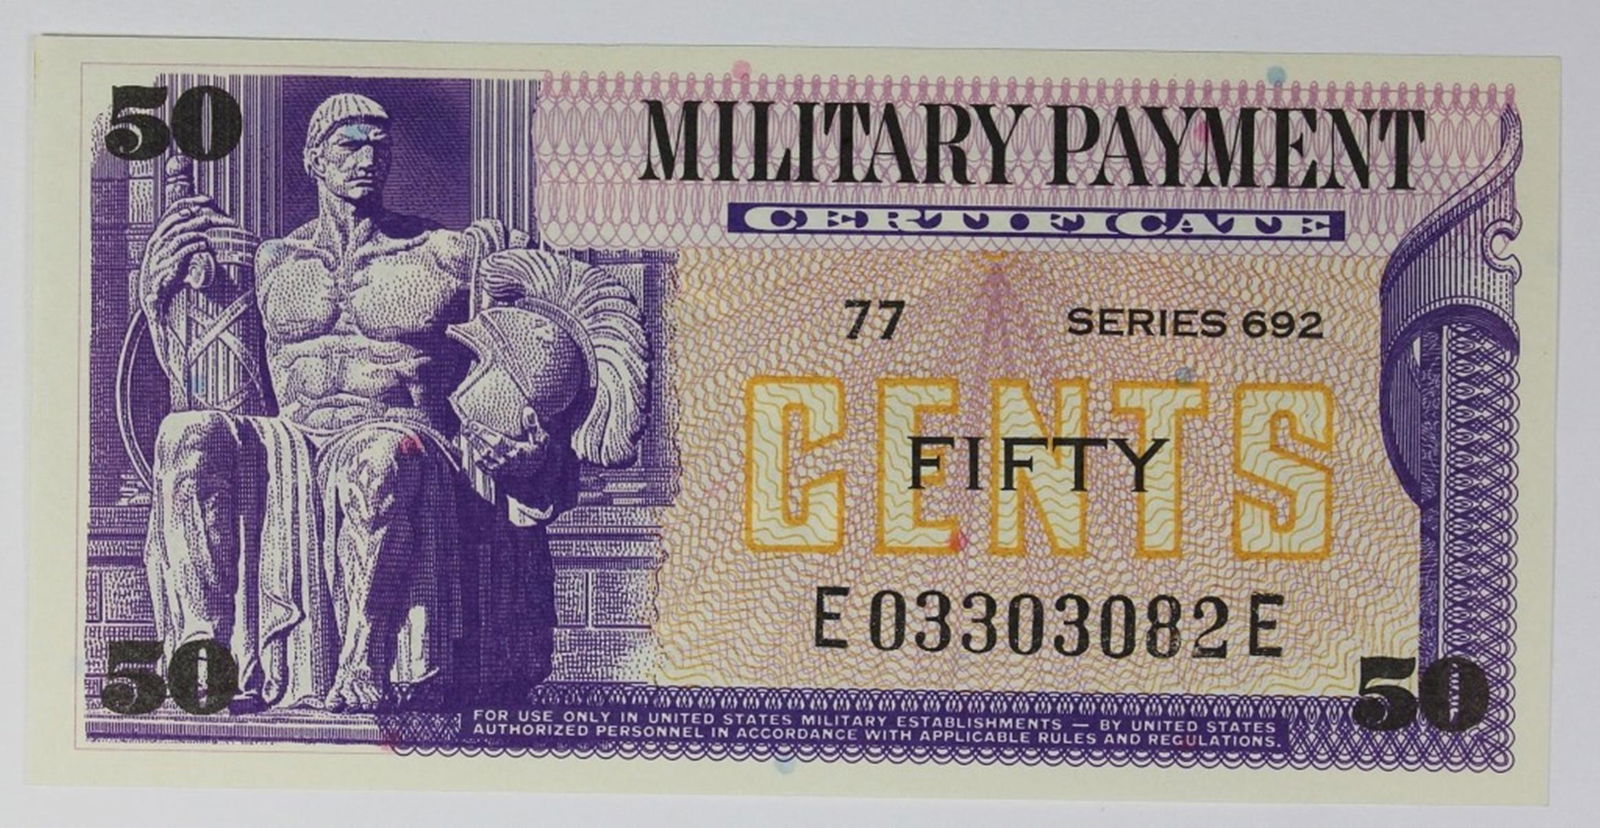 50
MILITARY PAYMENT
CERTIFICATE
77 SERIES 692
CENTS
FIFTY
E03303082E
50
50
FOR USE ONLY IN UNITED STATES MILITARY ESTABLISHMENTS — BY UNITED STATES
AUTHORIZED PERSONNEL IN ACCORDANCE WITH APPLICABLE RULES AND REGULATIONS.